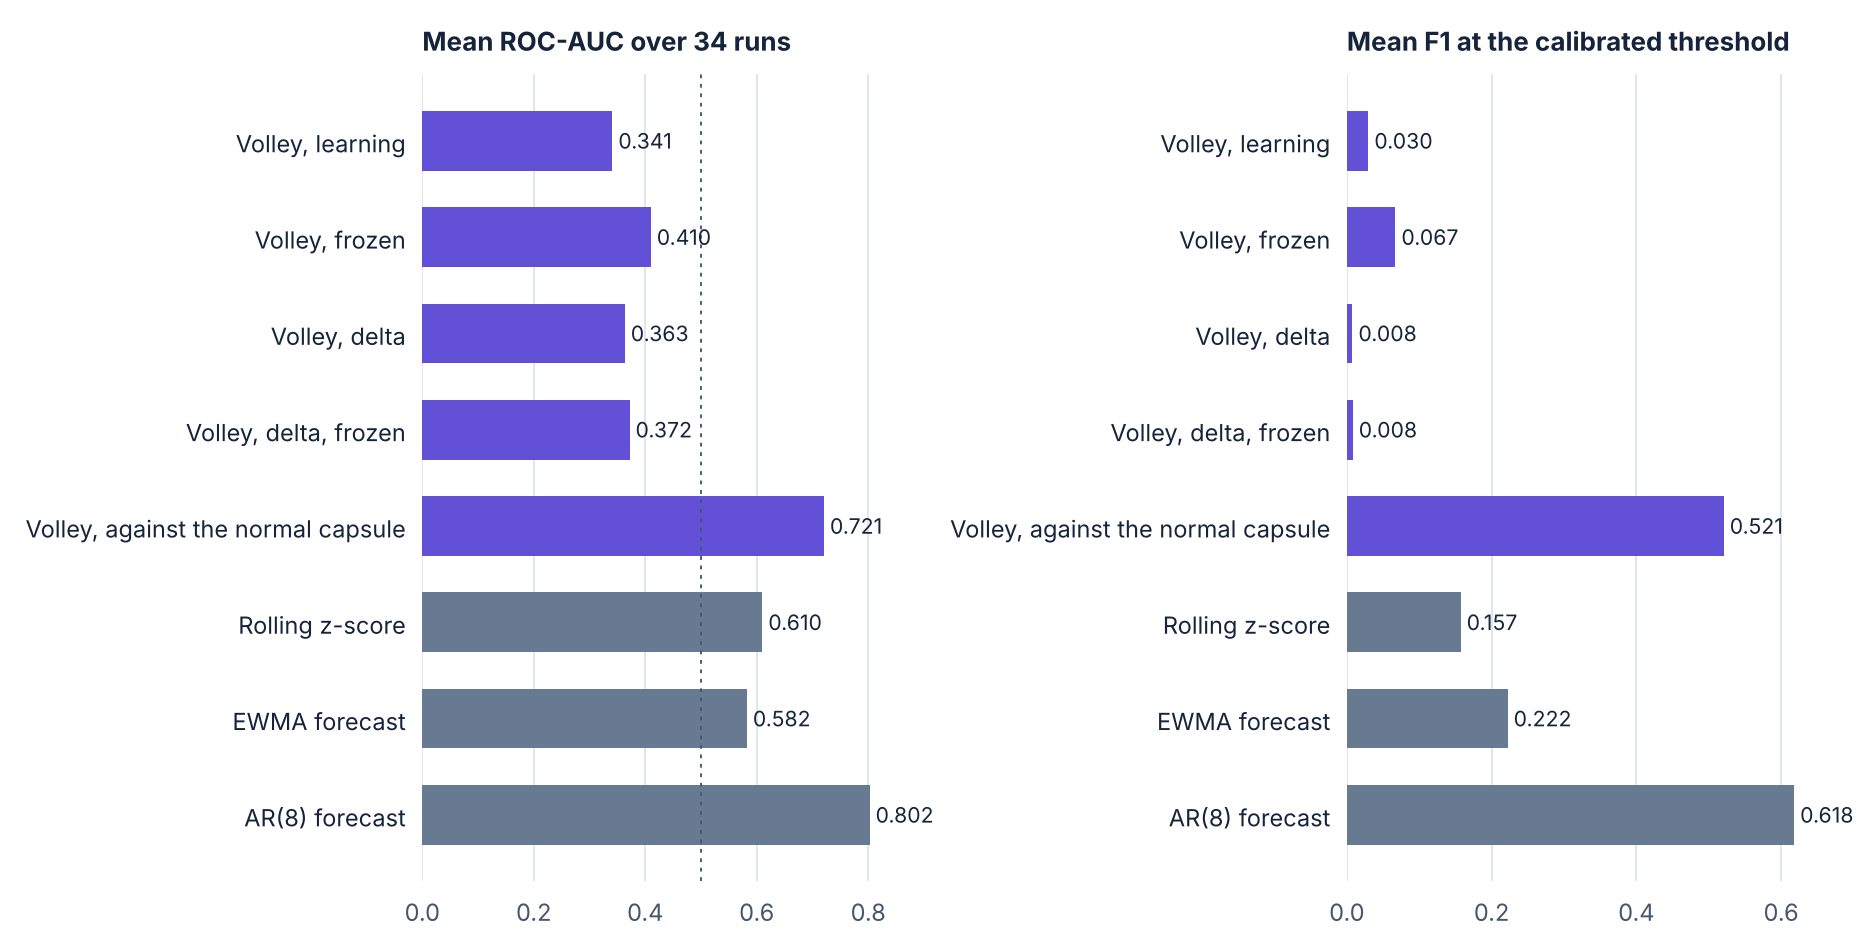 Mean ROC-AUC over 34 runs
Volley, learning 0.341
Volley, frozen 0.410
Volley, delta 0.363
Volley, delta, frozen 0.372
Volley, against the normal capsule 0.721
Rolling z-score 0.610
EWMA forecast 0.582
AR(8) forecast 0.802
0.0 0.2 0.4 0.6 0.8
Mean F1 at the calibrated threshold
Volley, learning 0.030
Volley, frozen 0.067
Volley, delta 0.008
Volley, delta, frozen 0.008
Volley, against the normal capsule 0.521
Rolling z-score 0.157
EWMA forecast 0.222
AR(8) forecast 0.618
0.0 0.2 0.4 0.6